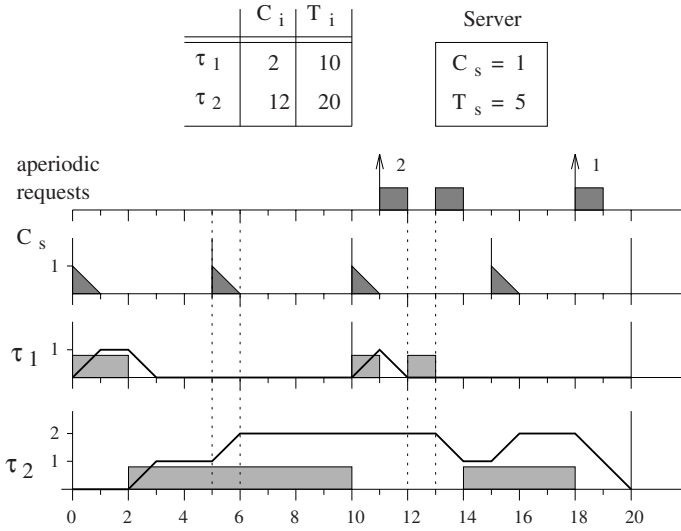 C s T i
Server
τ 1 2 10
τ 2 12 20
C s = 1
T s = 5
aperiodic
requests
2 1
C s
1
τ 1
1
τ 2
2
1
0 2 4 6 8 10 12 14 16 18 20